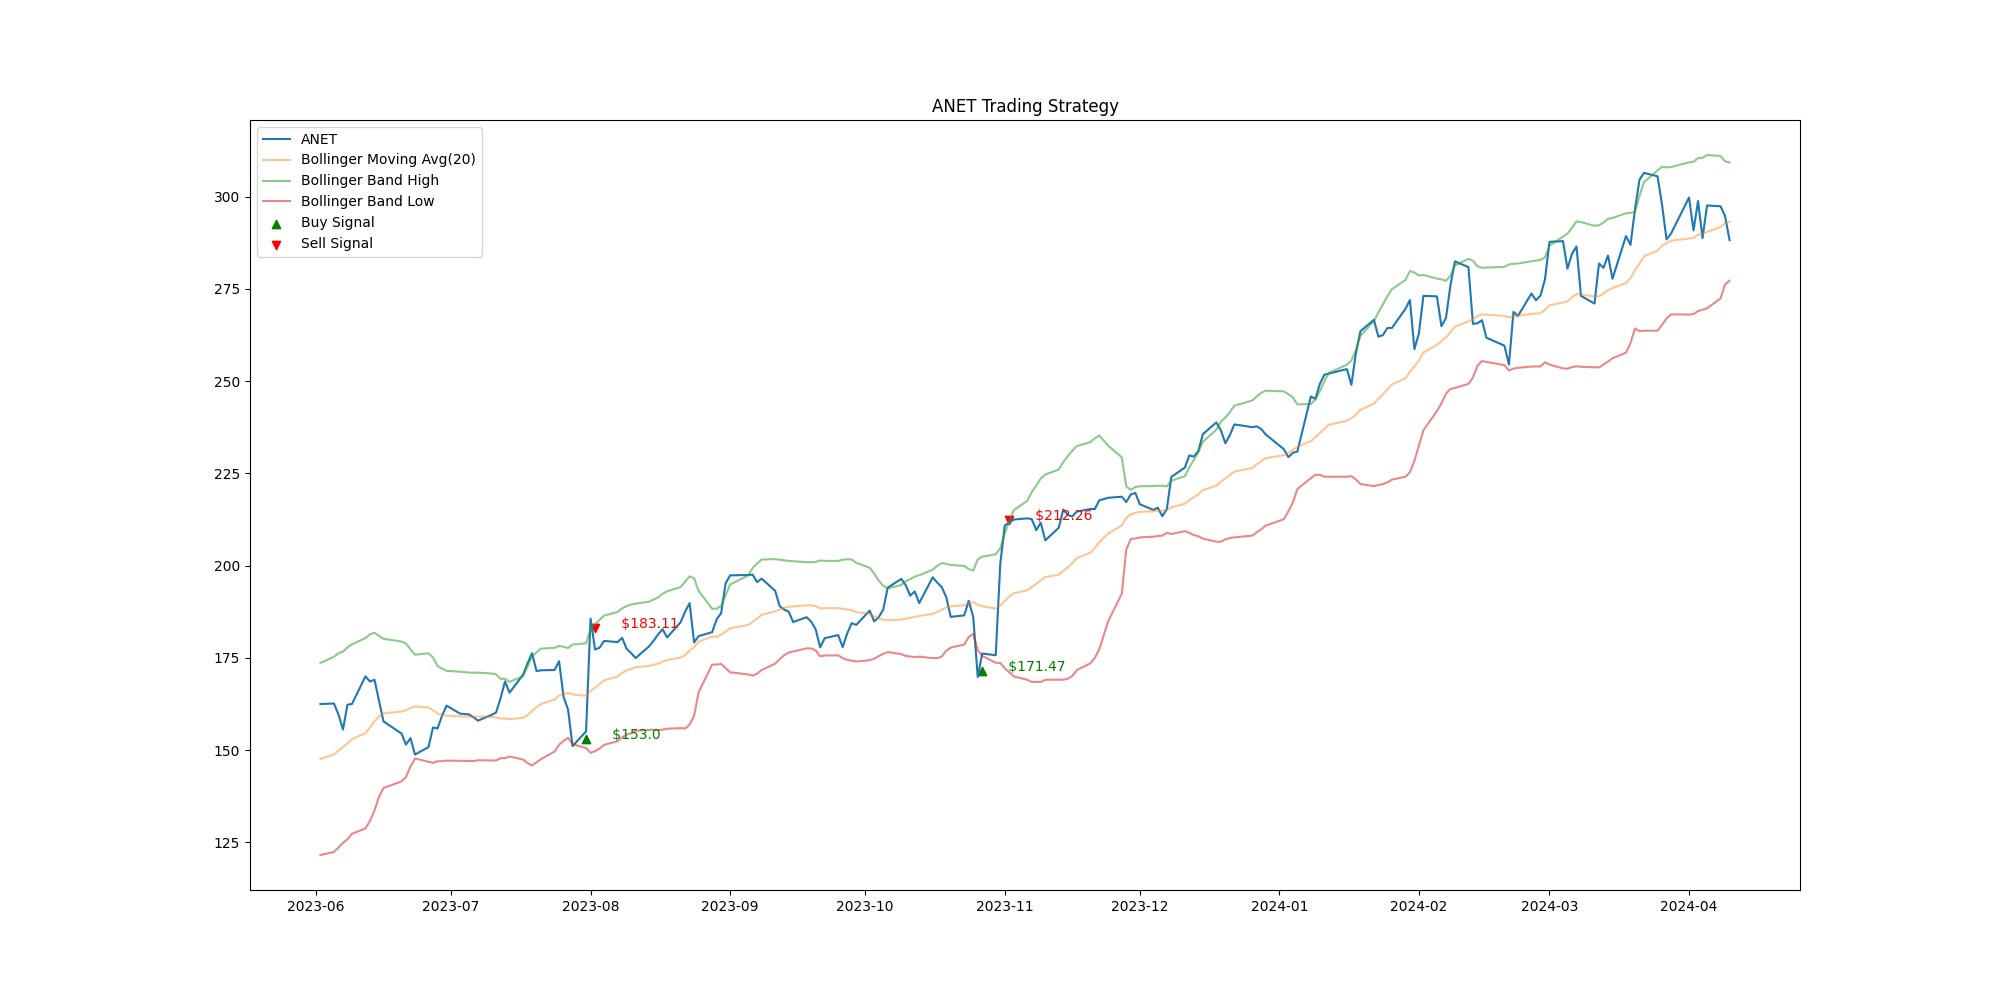 ANET Trading Strategy
ANET
Bollinger Moving Avg(20)
Bollinger Band High
Bollinger Band Low
Buy Signal
Sell Signal
300
275
250
225
200
175
150
125
$212.26
$183.11
$171.47
$153.0
2023-06 2023-07 2023-08 2023-09 2023-10 2023-11 2023-12 2024-01 2024-02 2024-03 2024-04